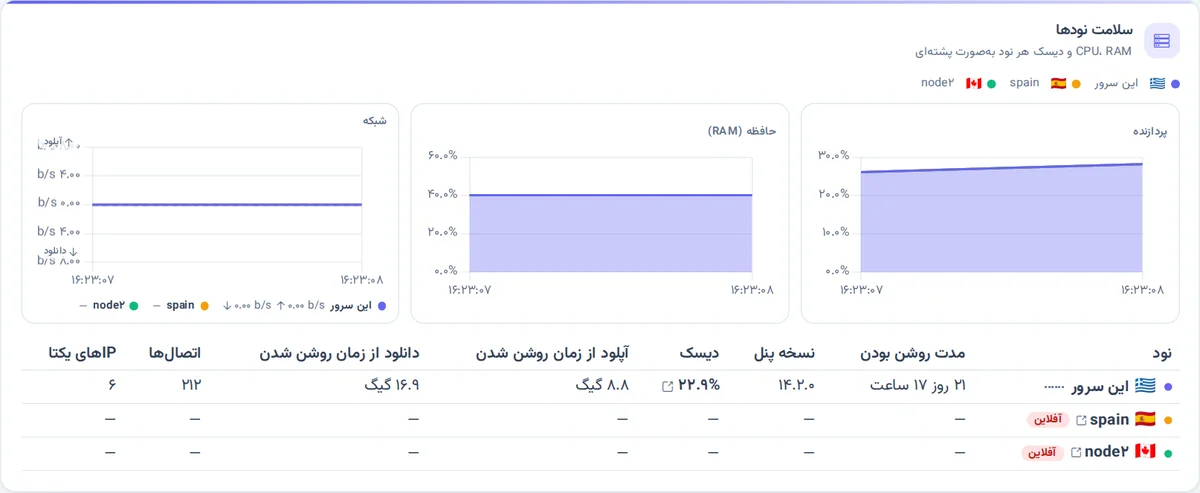 سلامت نودها
CPU، RAM و دیسک هر نود به‌صورت پشته‌ای
این سرور spain node۲
پردازنده
۳۰.۰%
۲۰.۰%
۱۰.۰%
۰.۰%
۱۶:۲۳:۰۷ ۱۶:۲۳:۰۸
حافظه (RAM)
۶۰.۰%
۴۰.۰%
۲۰.۰%
۰.۰%
۱۶:۲۳:۰۷ ۱۶:۲۳:۰۸
شبکه
↑ آپلود
b/s ۴.۰۰
b/s ۰.۰۰
b/s ۴.۰۰
↓ دانلود
b/s ۸.۰۰
۱۶:۲۳:۰۷ ۱۶:۲۳:۰۸
این سرور ↓ ۰.۰۰ b/s ↑ ۰.۰۰ b/s spain — node۲ —
نود مدت روشن بودن نسخه پنل دیسک آپلود از زمان روشن شدن دانلود از زمان روشن شدن اتصال‌ها IPهای یکتا
این سرور ۲۱ روز ۱۷ ساعت ۱۴.۲.۰ ۲۲.۹% ۸.۸ گیگ ۱۶.۹ گیگ ۲۱۲ ۶
spain آفلاین — — — — — — —
node۲ آفلاین — — — — — — —